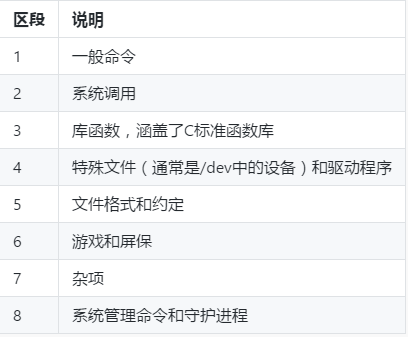 区段 说明
1 一般命令
2 系统调用
3 库函数，涵盖了C标准函数库
4 特殊文件（通常是/dev中的设备）和驱动程序
5 文件格式和约定
6 游戏和屏保
7 杂项
8 系统管理命令和守护进程